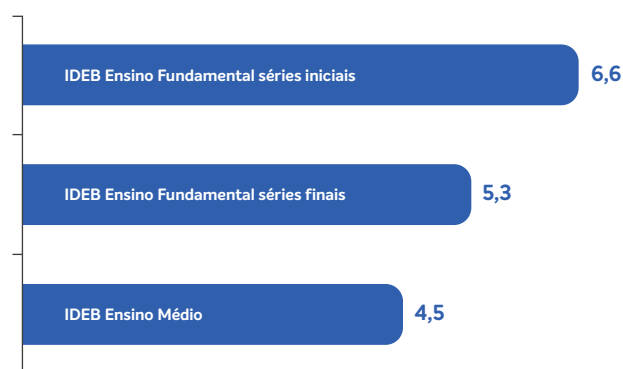 IDEB Ensino Fundamental séries iniciais 6,6
IDEB Ensino Fundamental séries finais 5,3
IDEB Ensino Médio 4,5